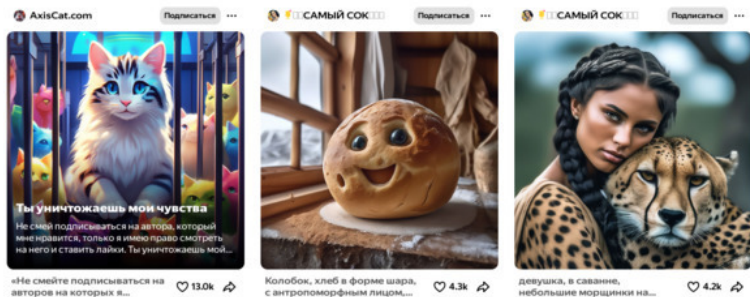 AxisCat.com
Подписаться
САМЫЙ СОК
Подписаться
САМЫЙ СОК
Подписаться
Ты уничтожаешь мои чувства
Не смей подписываться на автора, который
мне нравится, только я имею право смотреть
на него и ставить лайки. Ты уничтожаешь мой...
«Не смейте подписываться на
авторов на которых я...
13.0k
Колобок, хлеб в форме шара,
с антропоморфным лицом,...
4.3k
девушка, в саванне,
небольшие морщинки на...
4.2k